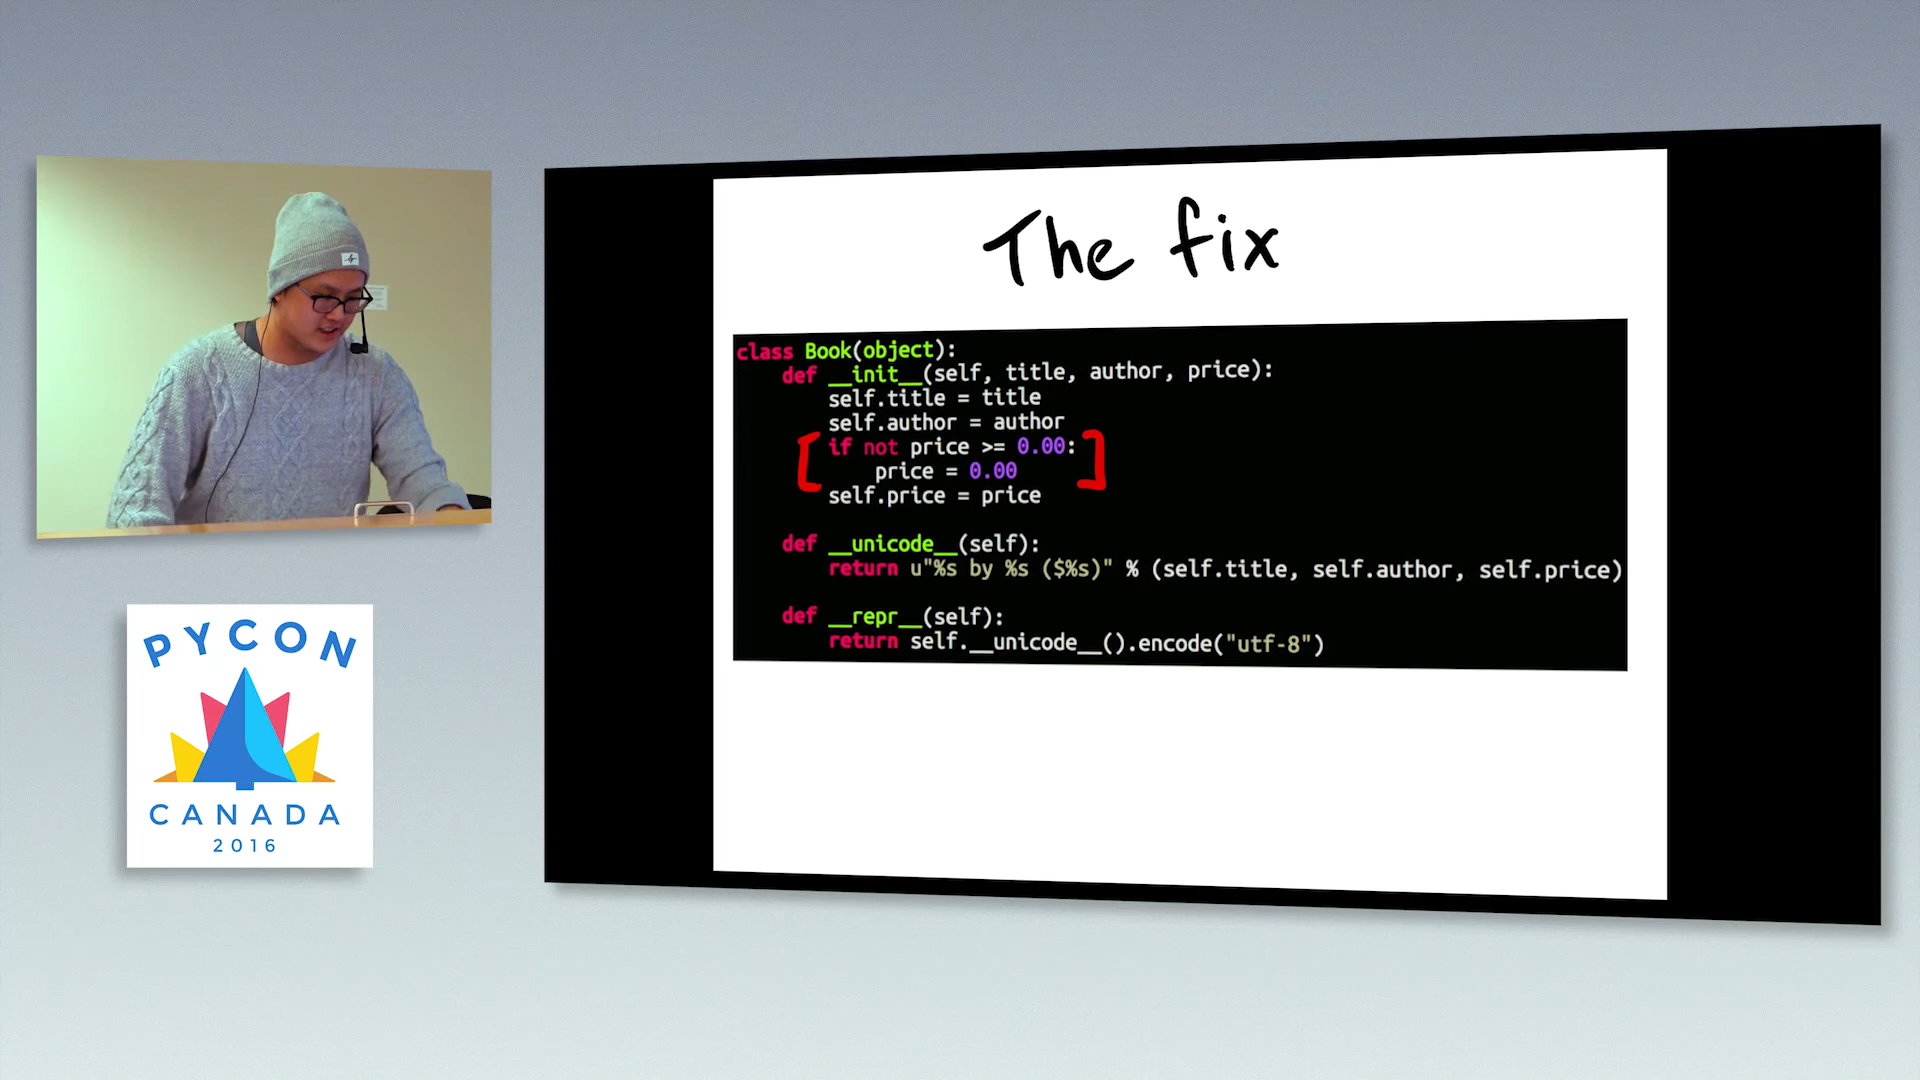 The fix
class Book(object):
    def __init__(self, title, author, price):
        self.title = title
        self.author = author
        if not price >= 0.00:
            price = 0.00
        self.price = price
    def __unicode__(self):
        return u"%s by %s ($%s)" % (self.title, self.author, self.price)
    def __repr__(self):
        return self.__unicode__().encode("utf-8")
PYCON
CANADA
2016